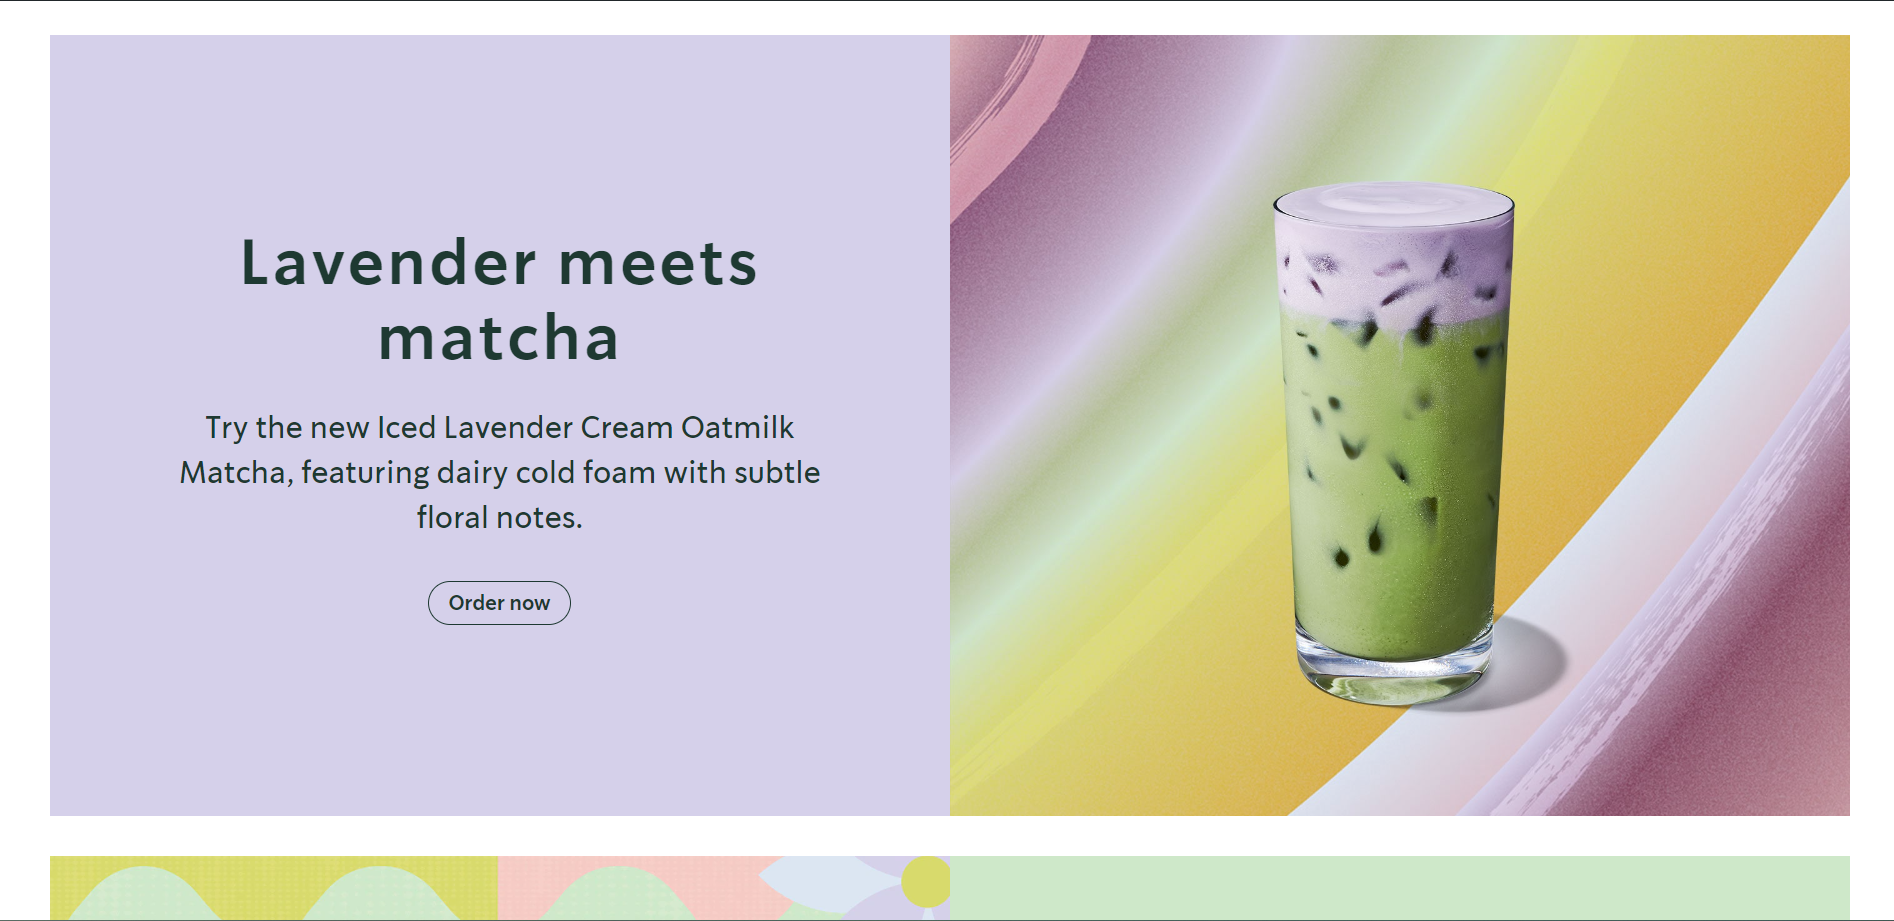 Lavender meets
matcha
Try the new Iced Lavender Cream Oatmilk
Matcha, featuring dairy cold foam with subtle
floral notes.
Order now